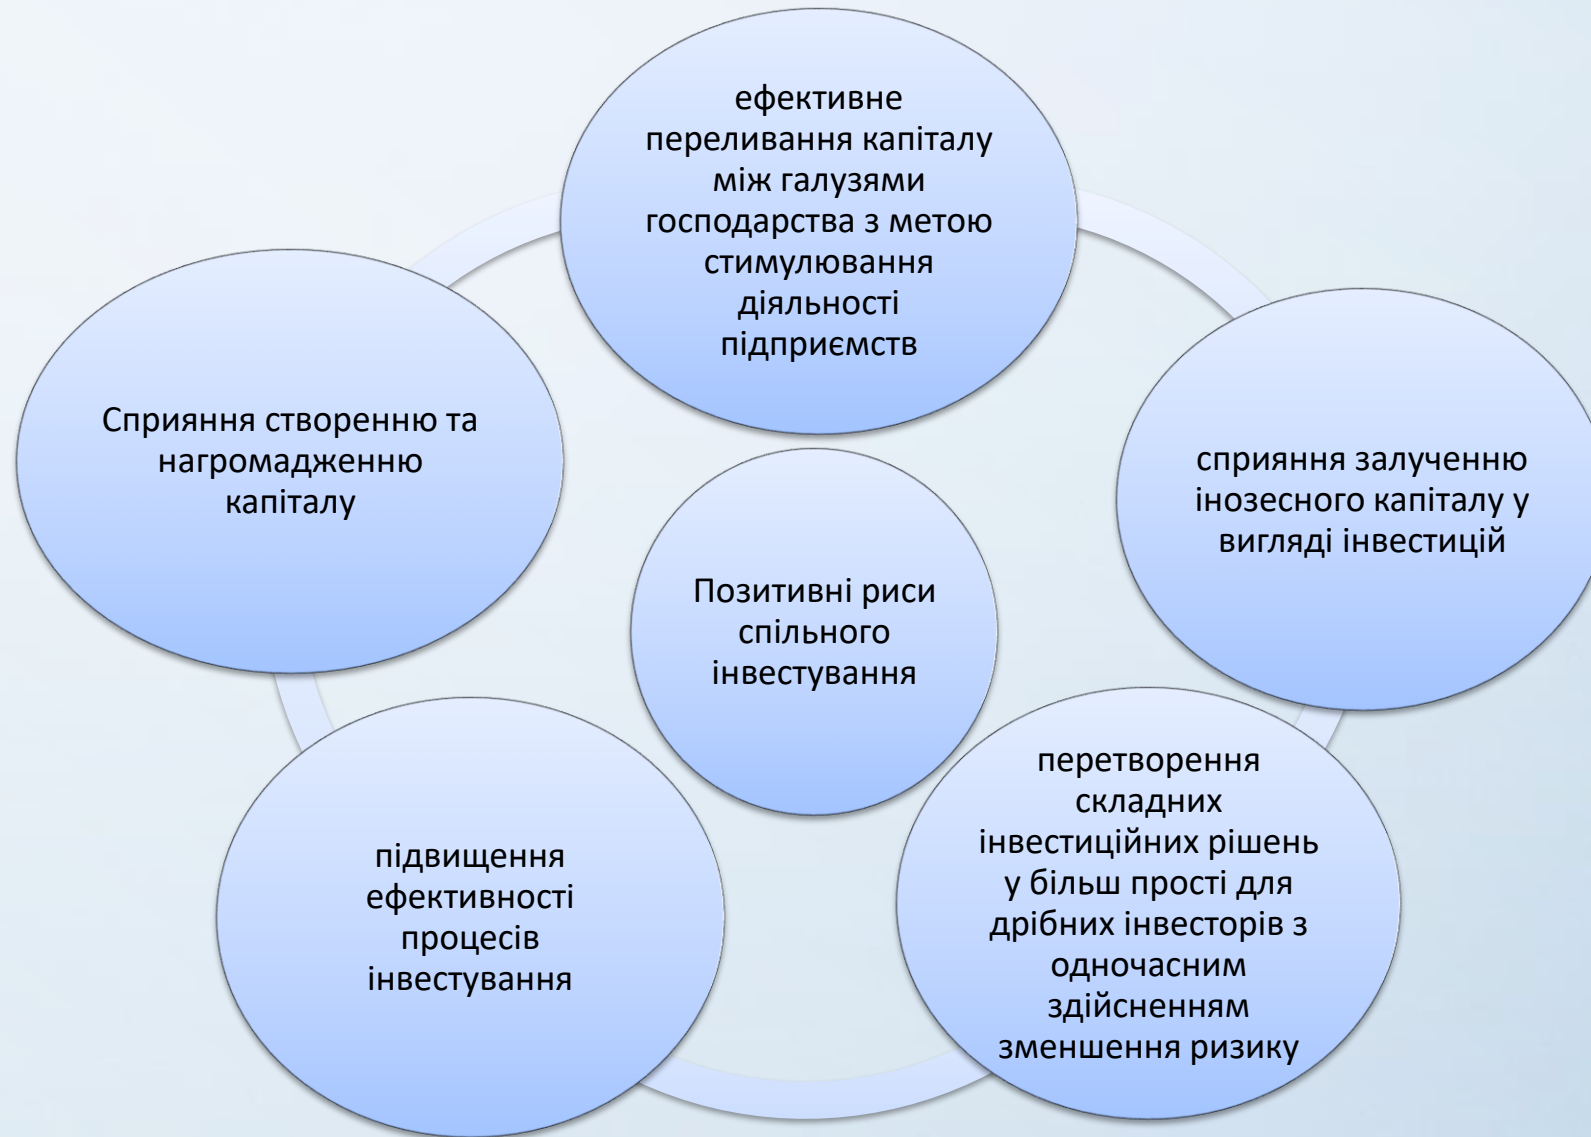 ефективне
переливання капіталу
між галузями
господарства з метою
стимулювання
діяльності
підприємств
Сприяння створенню та
нагромадженню
капіталу
сприяння залученню
інозесного капіталу у
вигляді інвестицій
Позитивні риси
спільного
інвестування
підвищення
ефективності
процесів
інвестування
перетворення
складних
інвестиційних рішень
у більш прості для
дрібних інвесторів з
одночасним
здійсненням
зменшення ризику